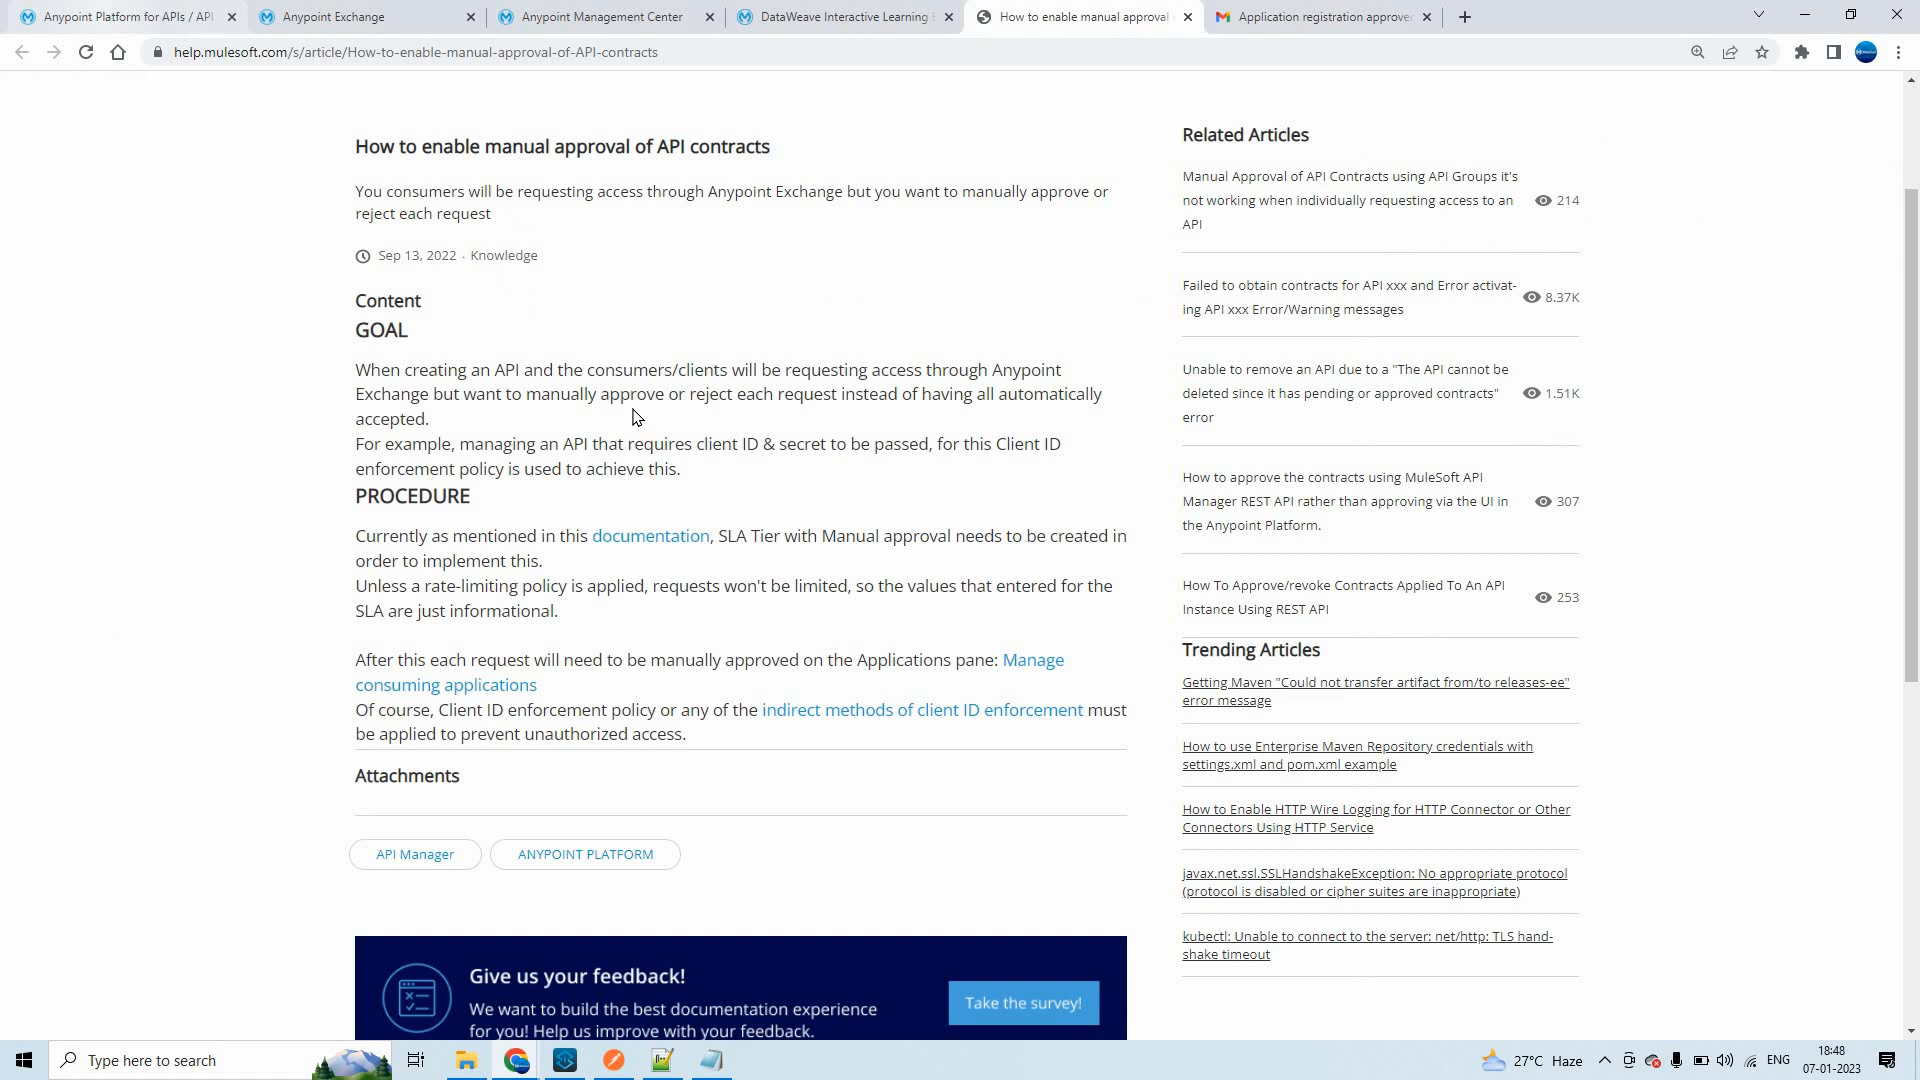 Anypoint Platform for APIs / API
Anypoint Exchange
Anypoint Management Center
DataWeave Interactive Learning
How to enable manual approval
Application registration approved
help.mulesoft.com/s/article/How-to-enable-manual-approval-of-API-contracts
How to enable manual approval of API contracts
You consumers will be requesting access through Anypoint Exchange but you want to manually approve or
reject each request
Sep 13, 2022 · Knowledge
Content
GOAL
When creating an API and the consumers/clients will be requesting access through Anypoint
Exchange but want to manually approve or reject each request instead of having all automatically
accepted.
For example, managing an API that requires client ID & secret to be passed, for this Client ID
enforcement policy is used to achieve this.
PROCEDURE
Currently as mentioned in this documentation, SLA Tier with Manual approval needs to be created in
order to implement this.
Unless a rate-limiting policy is applied, requests won't be limited, so the values that entered for the
SLA are just informational.
After this each request will need to be manually approved on the Applications pane: Manage
consuming applications
Of course, Client ID enforcement policy or any of the indirect methods of client ID enforcement must
be applied to prevent unauthorized access.
Attachments
API Manager
ANYPOINT PLATFORM
Give us your feedback!
We want to build the best documentation experience
for you! Help us improve with your feedback.
Take the survey!
Related Articles
Manual Approval of API Contracts using API Groups it's
not working when individually requesting access to an
API
214
Failed to obtain contracts for API xxx and Error activat-
ing API xxx Error/Warning messages
8.37K
Unable to remove an API due to a "The API cannot be
deleted since it has pending or approved contracts"
error
1.51K
How to approve the contracts using MuleSoft API
Manager REST API rather than approving via the UI in
the Anypoint Platform.
307
How To Approve/revoke Contracts Applied To An API
Instance Using REST API
253
Trending Articles
Getting Maven "Could not transfer artifact from/to releases-ee"
error message
How to use Enterprise Maven Repository credentials with
settings.xml and pom.xml example
How to Enable HTTP Wire Logging for HTTP Connector or Other
Connectors Using HTTP Service
javax.net.ssl.SSLHandshakeException: No appropriate protocol
(protocol is disabled or cipher suites are inappropriate)
kubectl: Unable to connect to the server: net/http: TLS hand-
shake timeout
Type here to search
27°C Haze
ENG
18:48
07-01-2023